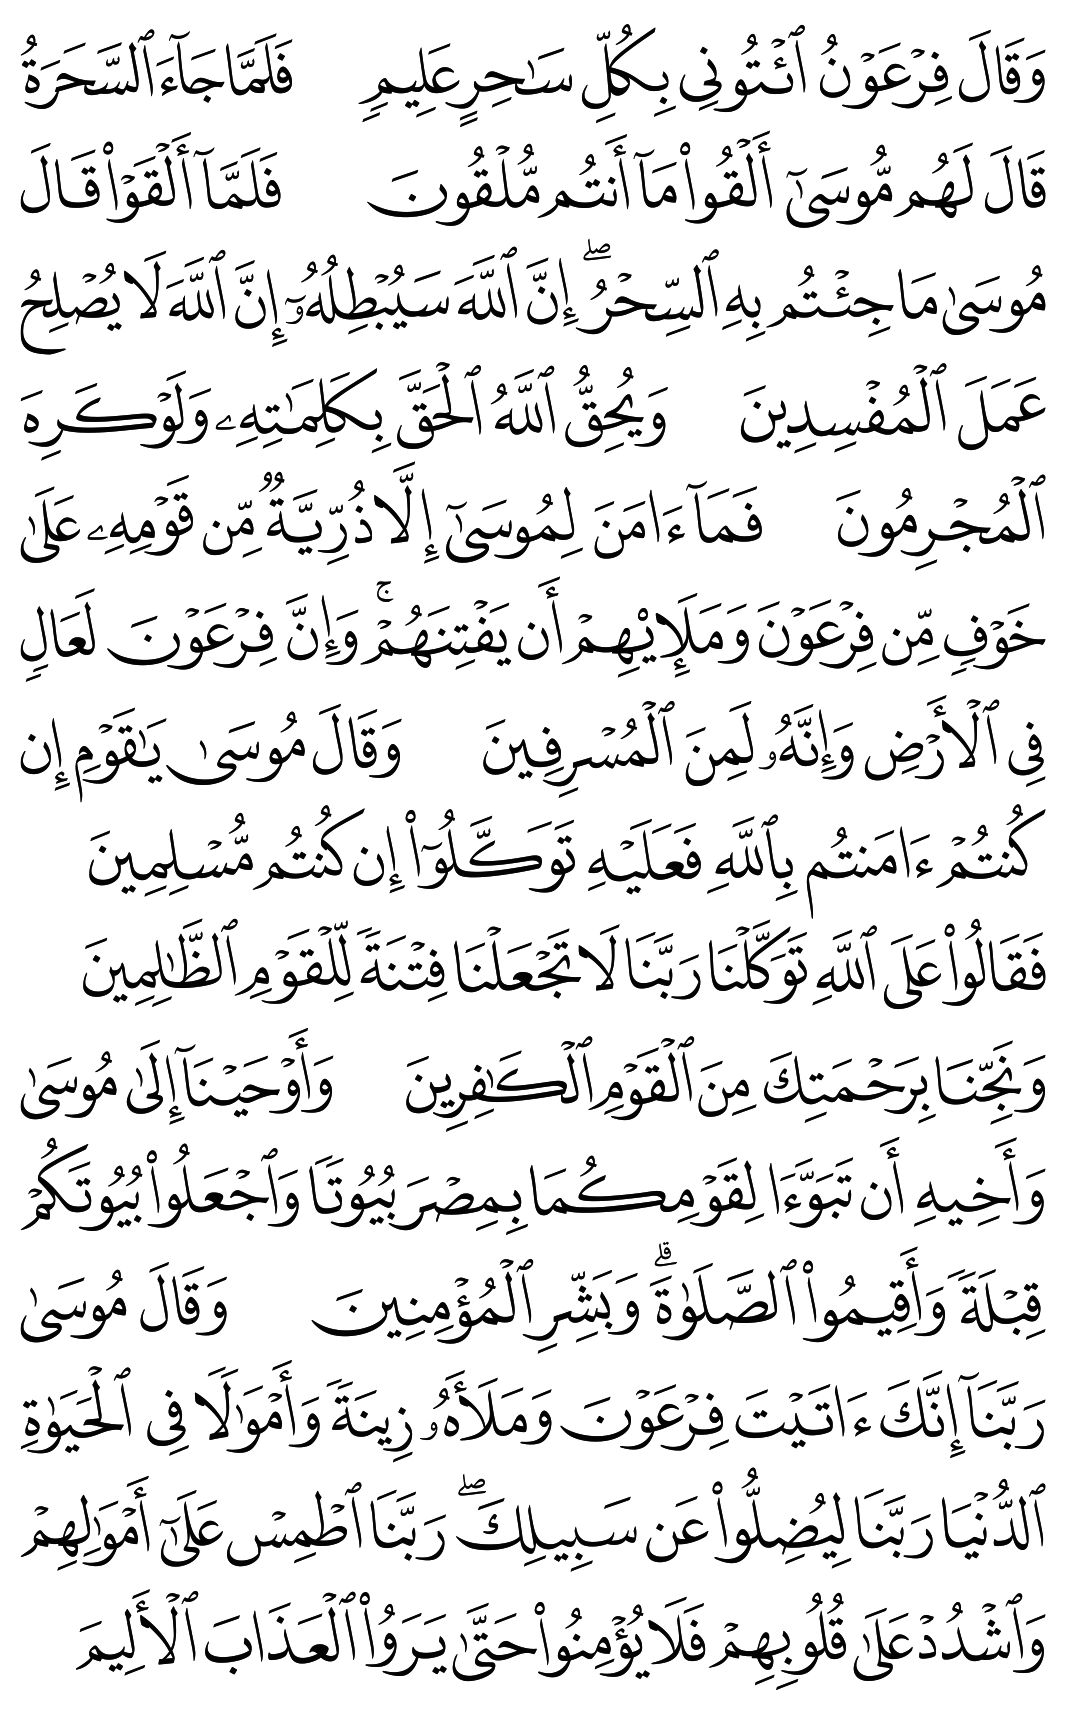 وَقَالَ فِرْعَوْنُ ٱئْتُونِى بِكُلِّ سَـٰحِرٍ عَلِيمٍ فَلَمَّا جَآءَ ٱلسَّحَرَةُ
قَالَ لَهُم مُّوسَىٰٓ أَلْقُوا۟ مَآ أَنتُم مُّلْقُونَ فَلَمَّآ أَلْقَوْا۟ قَالَ
مُوسَىٰ مَا جِئْتُم بِهِ ٱلسِّحْرُ ۖ إِنَّ ٱللَّهَ سَيُبْطِلُهُۥٓ إِنَّ ٱللَّهَ لَا يُصْلِحُ
عَمَلَ ٱلْمُفْسِدِينَ وَيُحِقُّ ٱللَّهُ ٱلْحَقَّ بِكَلِمَـٰتِهِۦ وَلَوْ كَرِهَ
ٱلْمُجْرِمُونَ فَمَآ ءَامَنَ لِمُوسَىٰٓ إِلَّا ذُرِّيَّةٌ مِّن قَوْمِهِۦ عَلَىٰ
خَوْفٍ مِّن فِرْعَوْنَ وَمَلَإِي۟هِمْ أَن يَفْتِنَهُمْ ۚ وَإِنَّ فِرْعَوْنَ لَعَالٍ
فِى ٱلْأَرْضِ وَإِنَّهُۥ لَمِنَ ٱلْمُسْرِفِينَ وَقَالَ مُوسَىٰ يَـٰقَوْمِ إِن
كُنتُمْ ءَامَنتُم بِٱللَّهِ فَعَلَيْهِ تَوَكَّلُوٓا۟ إِن كُنتُم مُّسْلِمِينَ
فَقَالُوا۟ عَلَى ٱللَّهِ تَوَكَّلْنَا رَبَّنَا لَا تَجْعَلْنَا فِتْنَةً لِّلْقَوْمِ ٱلظَّـٰلِمِينَ
وَنَجِّنَا بِرَحْمَتِكَ مِنَ ٱلْقَوْمِ ٱلْكَـٰفِرِينَ وَأَوْحَيْنَآ إِلَىٰ مُوسَىٰ
وَأَخِيهِ أَن تَبَوَّءَا لِقَوْمِكُمَا بِمِصْرَ بُيُوتًا وَٱجْعَلُوا۟ بُيُوتَكُمْ
قِبْلَةً وَأَقِيمُوا۟ ٱلصَّلَوٰةَ ۗ وَبَشِّرِ ٱلْمُؤْمِنِينَ وَقَالَ مُوسَىٰ
رَبَّنَآ إِنَّكَ ءَاتَيْتَ فِرْعَوْنَ وَمَلَأَهُۥ زِينَةً وَأَمْوَٰلًا فِى ٱلْحَيَوٰةِ
ٱلدُّنْيَا رَبَّنَا لِيُضِلُّوا۟ عَن سَبِيلِكَ ۖ رَبَّنَا ٱطْمِسْ عَلَىٰٓ أَمْوَٰلِهِمْ
وَٱشْدُدْ عَلَىٰ قُلُوبِهِمْ فَلَا يُؤْمِنُوا۟ حَتَّىٰ يَرَوُا۟ ٱلْعَذَابَ ٱلْأَلِيمَ